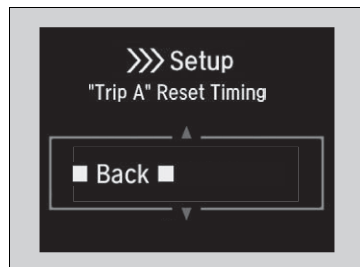 >>> Setup
"Trip A" Reset Timing
■ Back ■